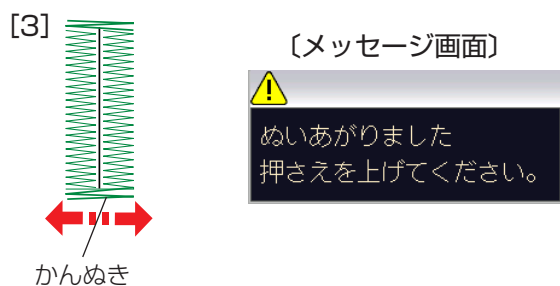 [3]
かんぬき
〔メッセージ画面〕
ぬいあがりました
押さえを上げてください。